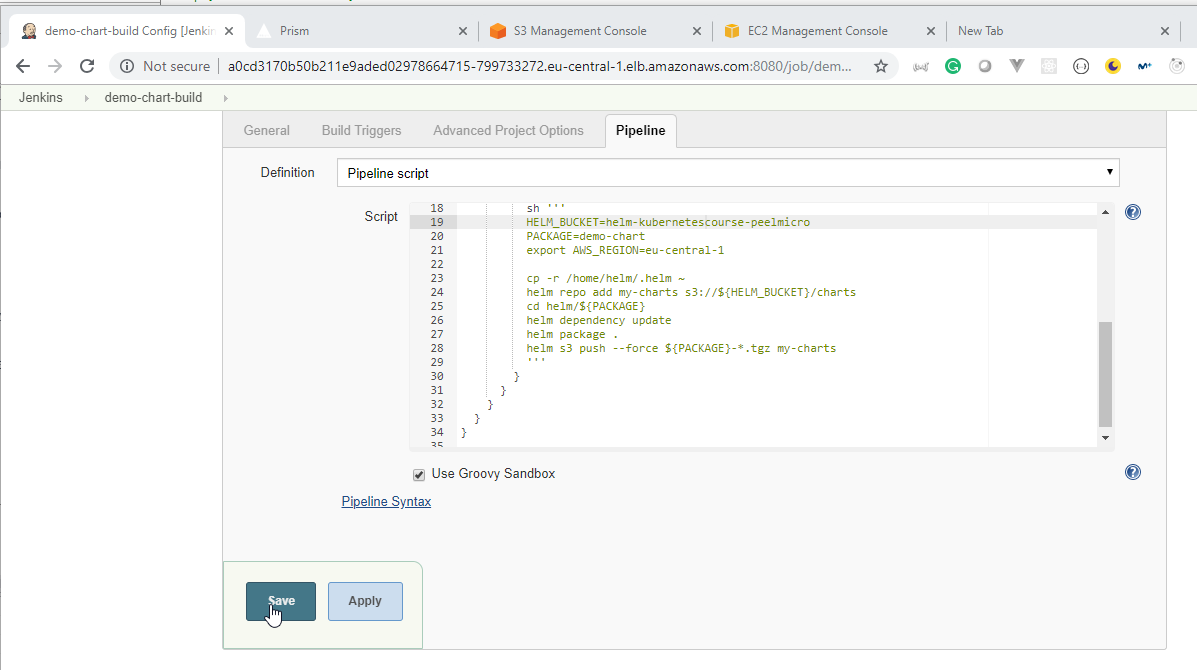 demo-chart-build Config [Jenkin
Prism
S3 Management Console
EC2 Management Console
New Tab
Not secure
a0cd3170b50b211e9aded02978664715-799733272.eu-central-1.elb.amazonaws.com:8080/job/dem...
Jenkins
demo-chart-build
General
Build Triggers
Advanced Project Options
Pipeline
Definition
Pipeline script
Script
18 sh '''
19 HELM_BUCKET=helm-kubernetescourse-peelmicro
20 PACKAGE=demo-chart
21 export AWS_REGION=eu-central-1
22
23 cp -r /home/helm/.helm ~
24 helm repo add my-charts s3://${HELM_BUCKET}/charts
25 cd helm/${PACKAGE}
26 helm dependency update
27 helm package .
28 helm s3 push --force ${PACKAGE}-*.tgz my-charts
29 '''
30 }
31 }
32 }
33 }
34 }
35
Use Groovy Sandbox
Pipeline Syntax
Save
Apply